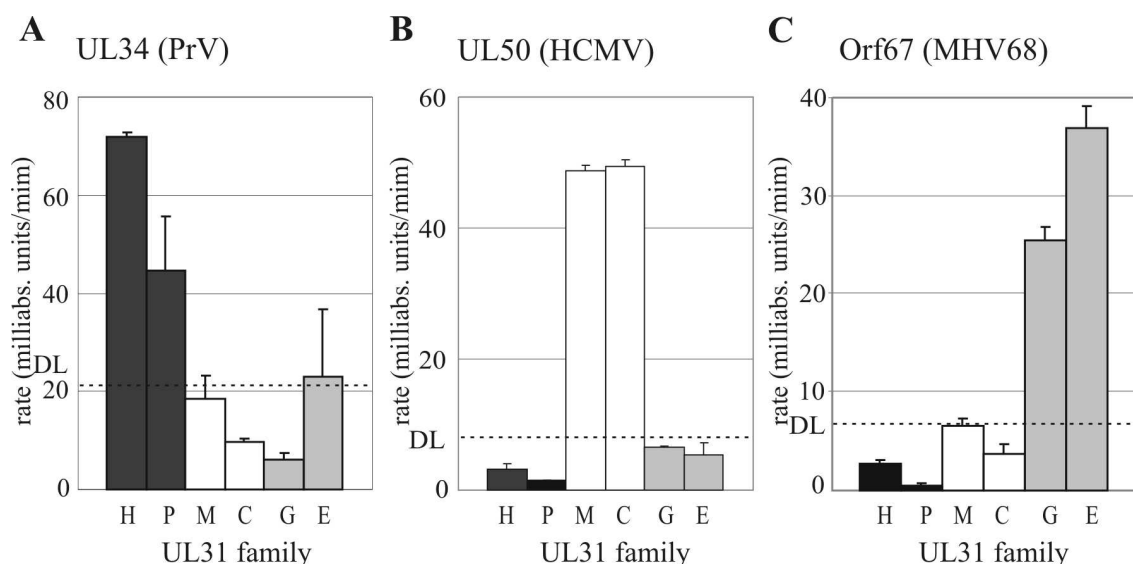 A UL34 (PrV)
rate (milliabs. units/mim)
80
60
40
DL
20
0
H P M C G E
UL31 family
B UL50 (HCMV)
rate (milliabs. units/mim)
60
40
20
DL
0
H P M C G E
UL31 family
C Orf67 (MHV68)
rate (milliabs. units/mim)
40
30
20
10
DL
0
H P M C G E
UL31 family